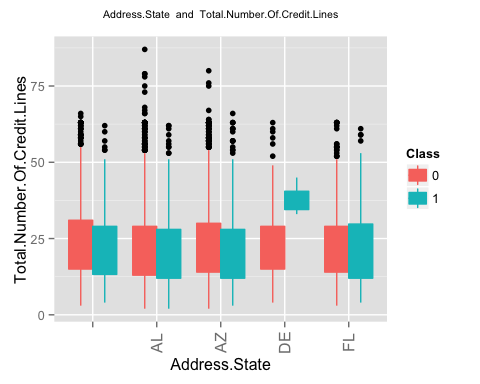 Address.State and Total.Number.Of.Credit.Lines
Total.Number.Of.Credit.Lines
75
50
25
0
AL
AZ
DE
FL
Address.State
Class
0
1